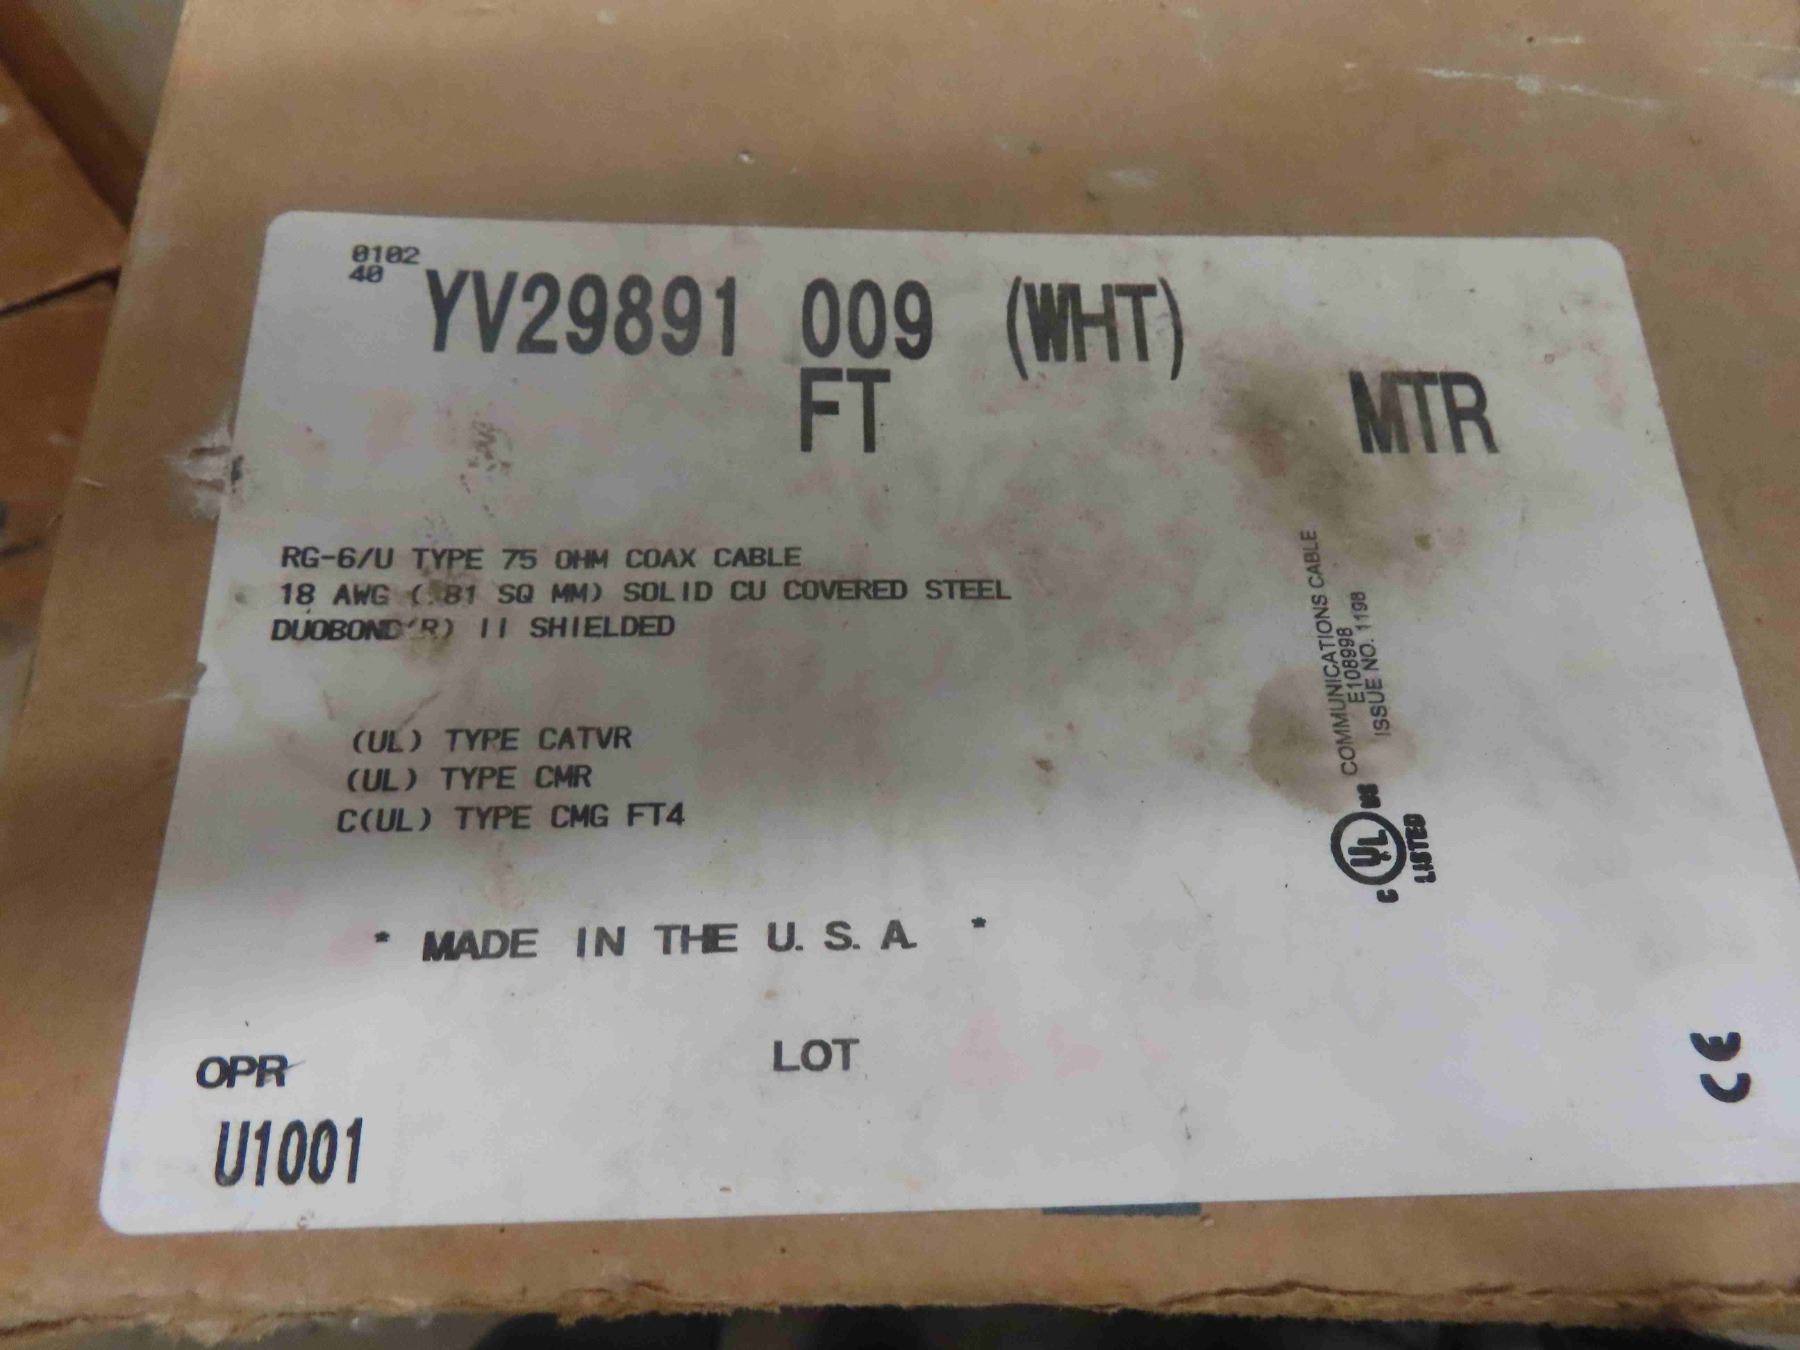 0102
40
YV29891 009 (WHT)
FT MTR
RG-6/U TYPE 75 OHM COAX CABLE
18 AWG (.81 SQ MM) SOLID CU COVERED STEEL
DUOBOND(R) II SHIELDED
(UL) TYPE CATVR
(UL) TYPE CMR
C(UL) TYPE CMG FT4
COMMUNICATIONS CABLE
E108998
ISSUE NO. 1198
C UL US
LISTED
* MADE IN THE U. S. A. *
OPR LOT
U1001
CE